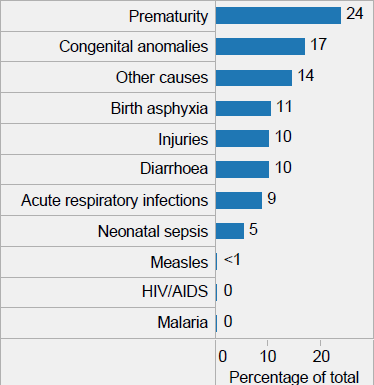 Prematurity 24
Congenital anomalies 17
Other causes 14
Birth asphyxia 11
Injuries 10
Diarrhoea 10
Acute respiratory infections 9
Neonatal sepsis 5
Measles <1
HIV/AIDS 0
Malaria 0
0 10 20
Percentage of total